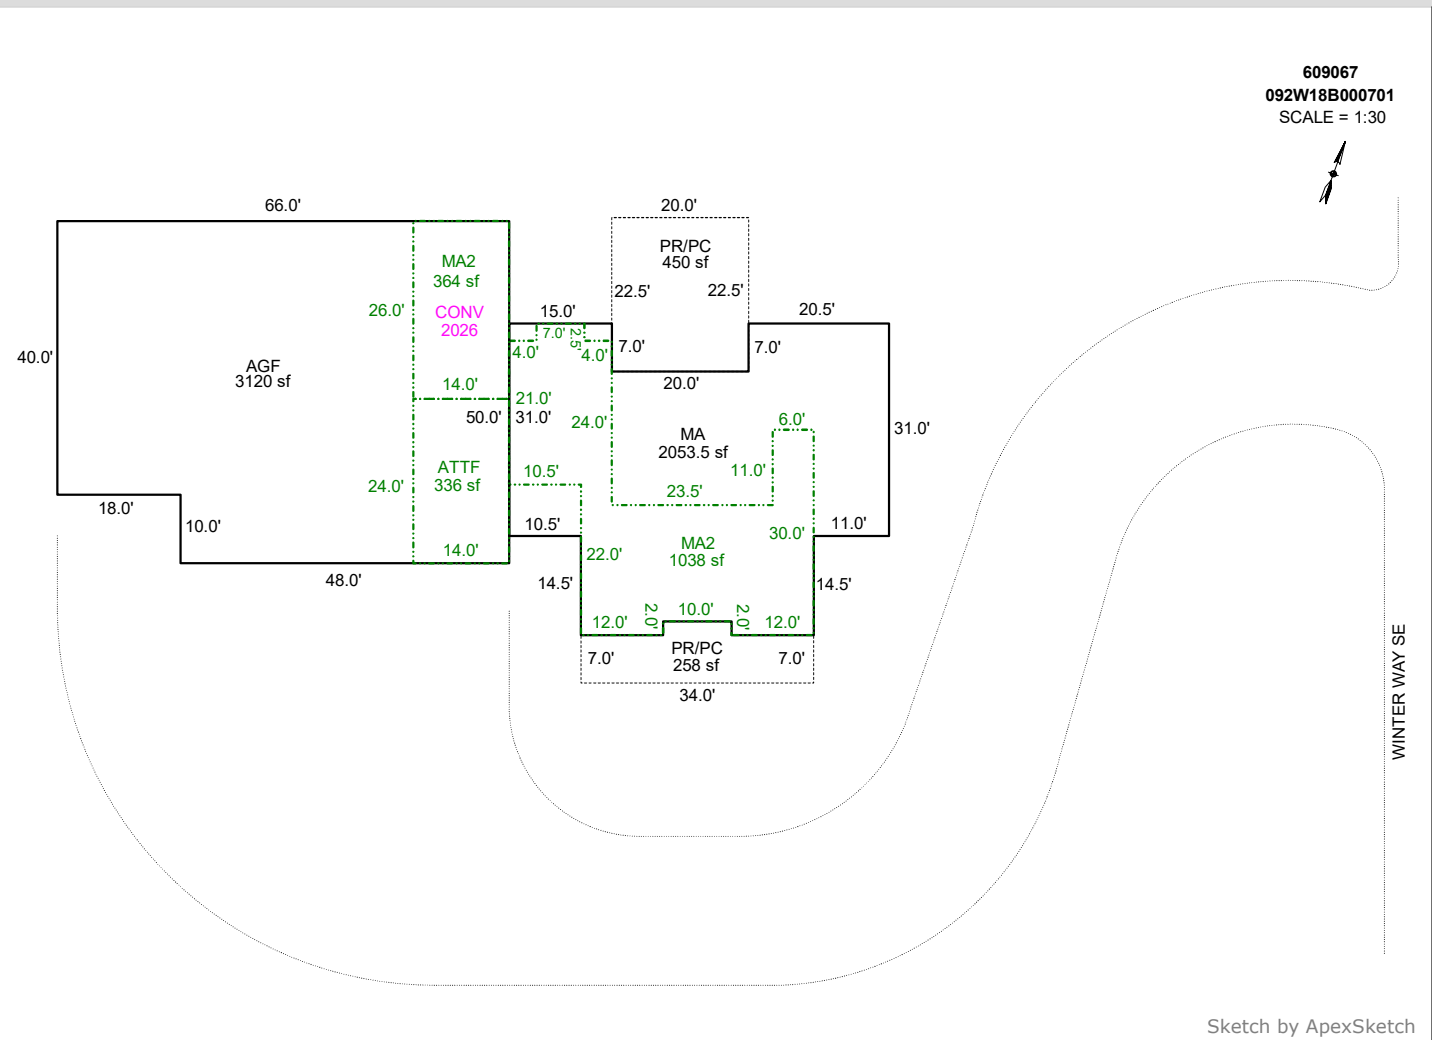 609067
092W18B000701
SCALE = 1:30
66.0'
20.0'
PR/PC
450 sf
MA2
364 sf
22.5'
22.5'
26.0'
CONV
2026
15.0'
20.5'
7.0'
2.5'
4.0'
4.0'
7.0'
7.0'
40.0'
AGF
3120 sf
14.0'
20.0'
21.0'
50.0'
31.0'
24.0'
6.0'
31.0'
MA
2053.5 sf
ATTF
336 sf
10.5'
11.0'
24.0'
23.5'
18.0'
10.0'
10.5'
11.0'
30.0'
14.0'
22.0'
MA2
1038 sf
48.0'
14.5'
14.5'
12.0'
2.0'
10.0'
2.0'
12.0'
7.0'
PR/PC
258 sf
7.0'
34.0'
WINTER WAY SE
Sketch by ApexSketch